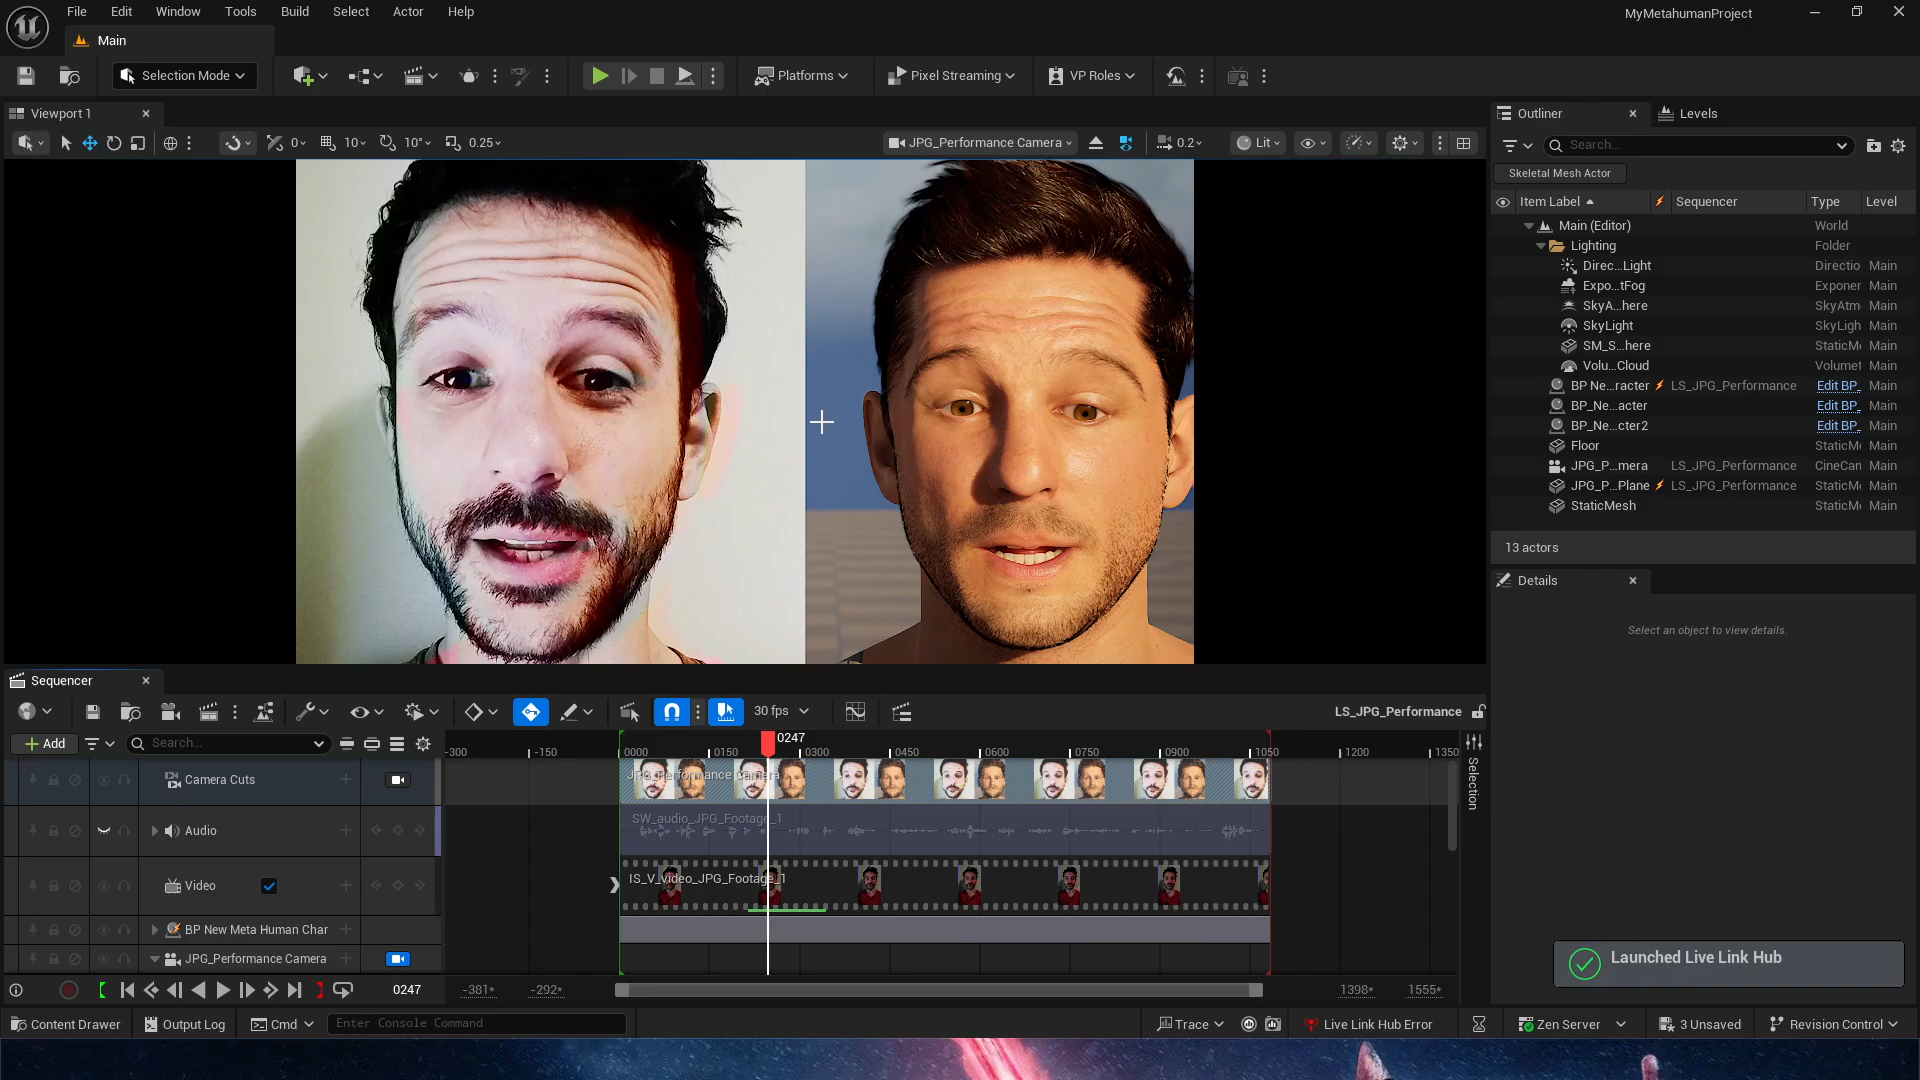 File Edit Window Tools Build Select Actor Help
MyMetahumanProject
Main
Selection Mode
Platforms
Pixel Streaming
VP Roles
Viewport 1
0
10
10°
0.25
JPG_Performance Camera
0.2
Lit
Outliner
Levels
Search...
Skeletal Mesh Actor
Item Label Sequencer Type Level
Main (Editor) World
Lighting Folder
Direc...Light Directio Main
Expo...tFog Exponer Main
SkyA...here SkyAtm Main
SkyLight SkyLigh Main
SM_S...here StaticMe Main
Volu...Cloud Volumet Main
BP Ne...racter LS_JPG_Performance Edit BP_ Main
BP_Ne...acter Edit BP_ Main
BP_Ne...cter2 Edit BP_ Main
Floor StaticMe Main
JPG_P...mera LS_JPG_Performance CineCan Main
JPG_P...Plane LS_JPG_Performance StaticMe Main
StaticMesh StaticMe Main
13 actors
Details
Select an object to view details.
Sequencer
30 fps
LS_JPG_Performance
Add
Search...
0247
-300 -150 0000 0150 0300 0450 0600 0750 0900 1050 1200 1350
Selection
Camera Cuts
JPG_Performance Camera
Audio
SW_audio_JPG_Footage_1
Video
IS_V_video_JPG_Footage_1
BP New Meta Human Char
JPG_Performance Camera
0247
-381* -292* 1398* 1555*
Launched Live Link Hub
Content Drawer
Output Log
Cmd
Enter Console Command
Trace
Live Link Hub Error
Zen Server
3 Unsaved
Revision Control